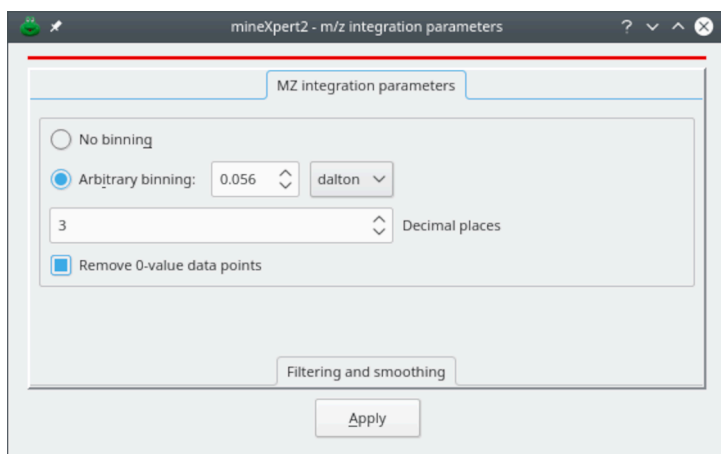 mineXpert2 - m/z integration parameters
MZ integration parameters
No binning
Arbitrary binning: 0.056 dalton
3 Decimal places
Remove 0-value data points
Filtering and smoothing
Apply